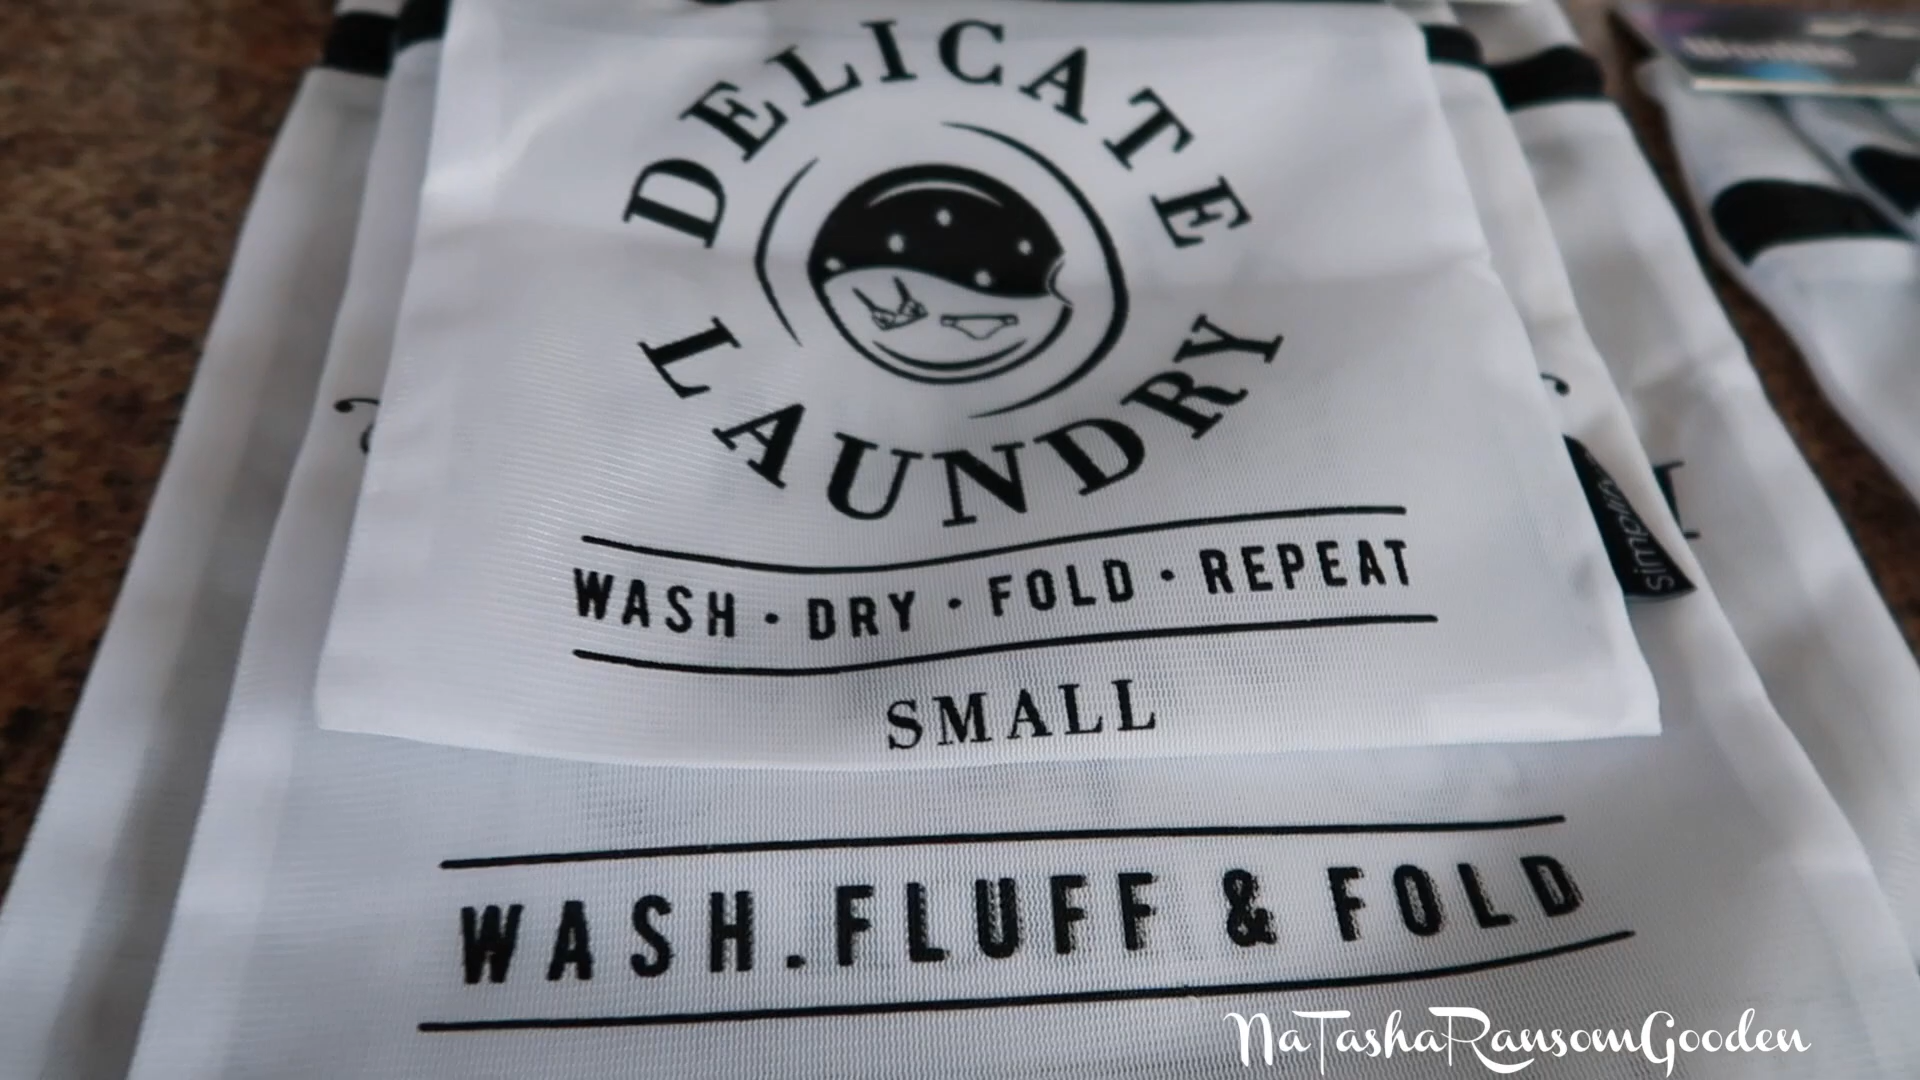 DELICATE
LAUNDRY
WASH · DRY · FOLD · REPEAT
SMALL
WASH.FLUFF & FOLD
NaTashaRansomGooden